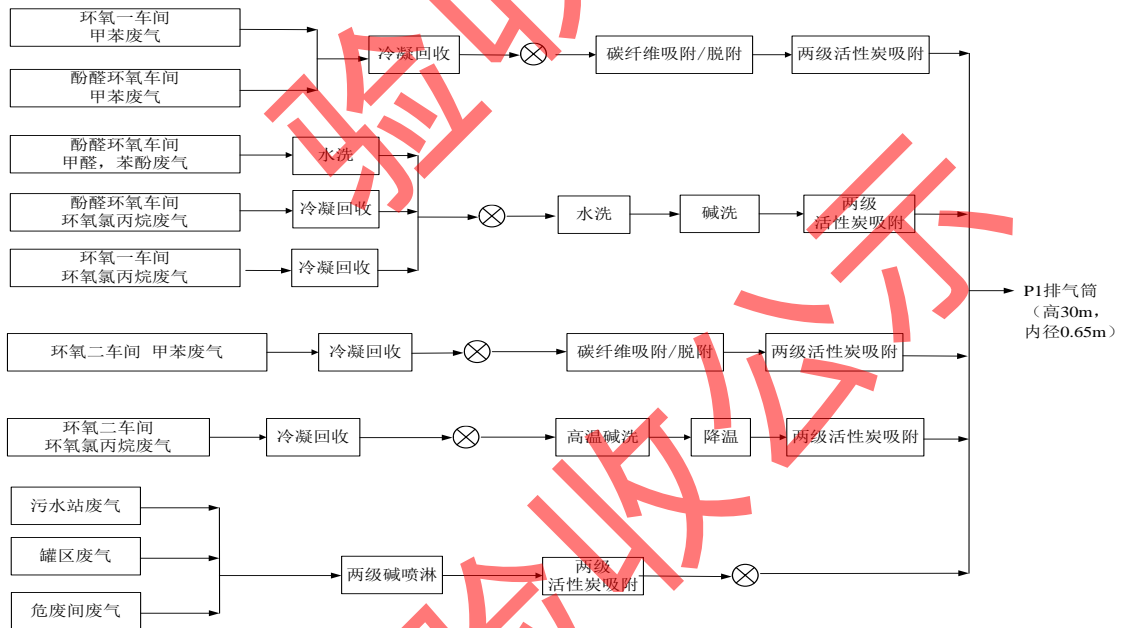 环氧一车间
甲苯废气
冷凝回收
碳纤维吸附/脱附
两级活性炭吸附
酚醛环氧车间
甲苯废气
酚醛环氧车间
甲醛，苯酚废气
水洗
酚醛环氧车间
环氧氯丙烷废气
冷凝回收
水洗
碱洗
两级
活性炭吸附
环氧一车间
环氧氯丙烷废气
冷凝回收
P1排气筒
（高30m，
内径0.65m）
环氧二车间 甲苯废气
冷凝回收
碳纤维吸附/脱附
两级活性炭吸附
环氧二车间
环氧氯丙烷废气
冷凝回收
高温碱洗
降温
两级活性炭吸附
污水站废气
罐区废气
危废间废气
两级碱喷淋
两级
活性炭吸附
验收公示
验收